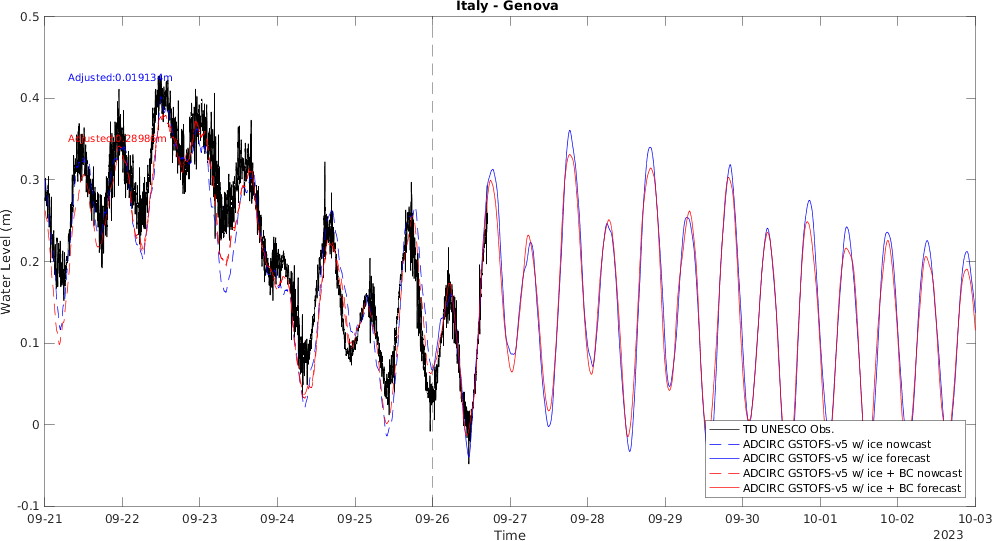 Italy - Genova
0.5
0.4
0.3
0.2
0.1
0
-0.1
Water Level (m)
Adjusted:0.019134m
TD UNESCO Obs.
ADCIRC GSTOFS-v5 w/ ice nowcast
ADCIRC GSTOFS-v5 w/ ice forecast
ADCIRC GSTOFS-v5 w/ ice + BC nowcast
ADCIRC GSTOFS-v5 w/ ice + BC forecast
09-21 09-22 09-23 09-24 09-25 09-26 09-27 09-28 09-29 09-30 10-01 10-02 10-03
Time
2023